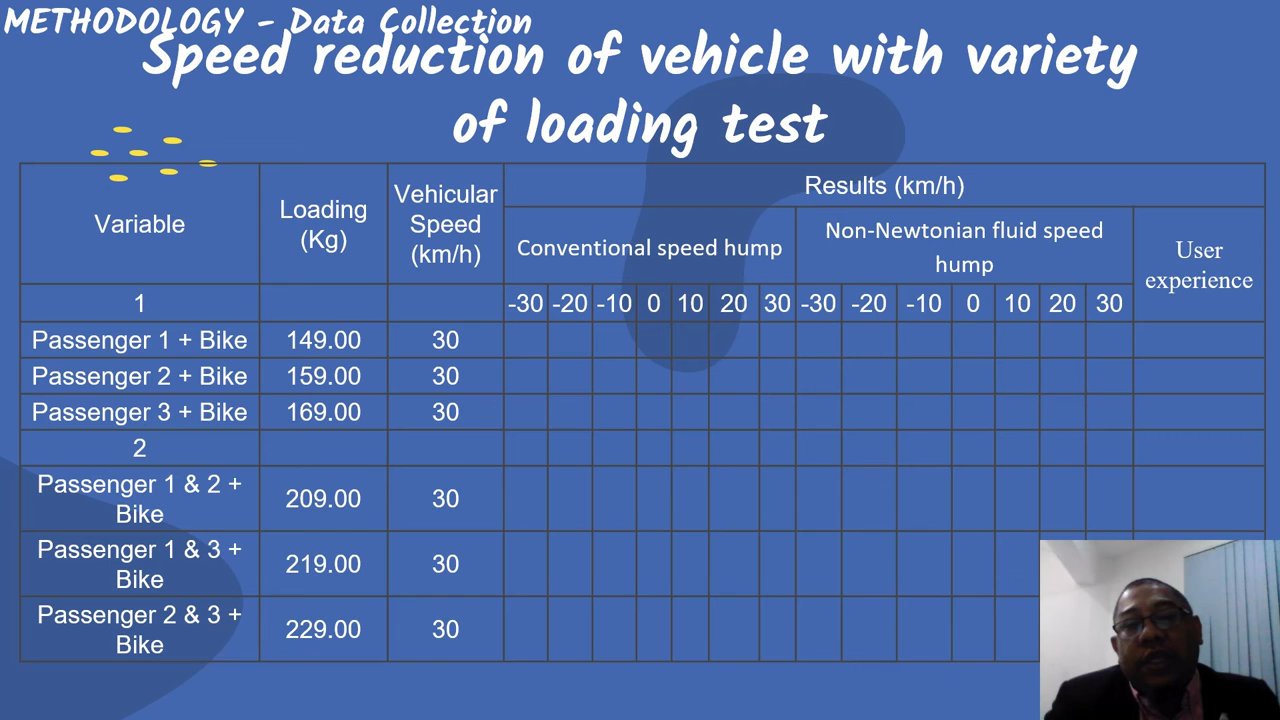 METHODOLOGY - Data Collection
Speed reduction of vehicle with variety
of loading test
Variable
Loading
(Kg)
Vehicular
Speed
(km/h)
Results (km/h)
Conventional speed hump
Non-Newtonian fluid speed
hump
User
experience
1
-30 -20 -10 0 10 20 30 -30 -20 -10 0 10 20 30
Passenger 1 + Bike 149.00 30
Passenger 2 + Bike 159.00 30
Passenger 3 + Bike 169.00 30
2
Passenger 1 & 2 +
Bike
209.00 30
Passenger 1 & 3 +
Bike
219.00 30
Passenger 2 & 3 +
Bike
229.00 30